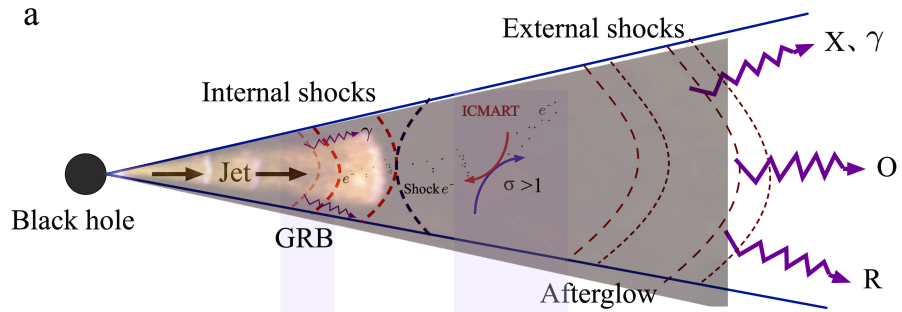 a
External shocks
X、γ
Internal shocks
ICMART
e⁻
γ
Jet
e⁻
Shock e⁻
σ >1
O
Black hole
GRB
Afterglow
R